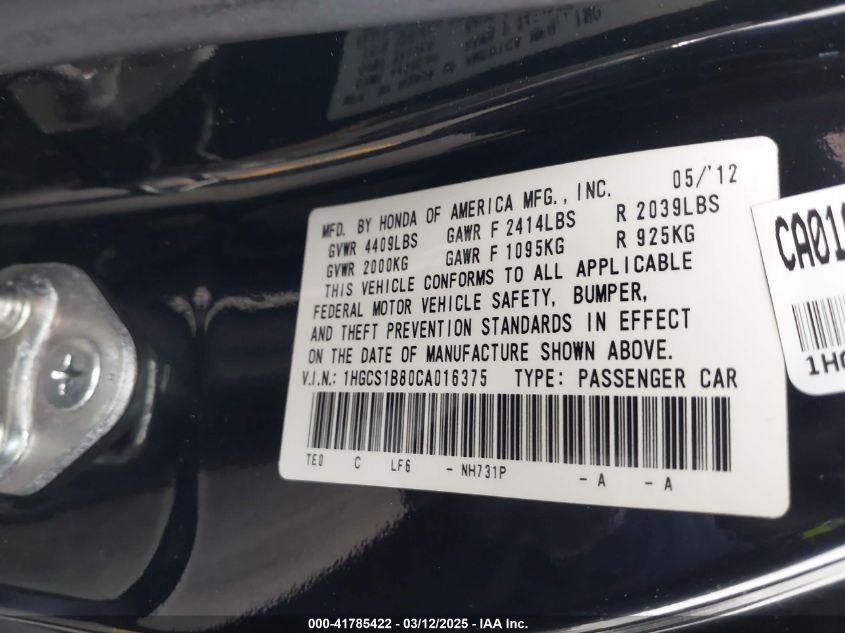 05/'12
MFD. BY HONDA OF AMERICA MFG., INC.
GVWR 4409LBS GAWR F 2414LBS R 2039LBS
GVWR 2000KG GAWR F 1095KG R 925KG
THIS VEHICLE CONFORMS TO ALL APPLICABLE
FEDERAL MOTOR VEHICLE SAFETY, BUMPER,
AND THEFT PREVENTION STANDARDS IN EFFECT
ON THE DATE OF MANUFACTURE SHOWN ABOVE.
V.I.N.: 1HGCS1B80CA016375 TYPE: PASSENGER CAR
TE0 C LF6 - NH731P - A - A
CA01
1HG
000-41785422 - 03/12/2025 - IAA Inc.